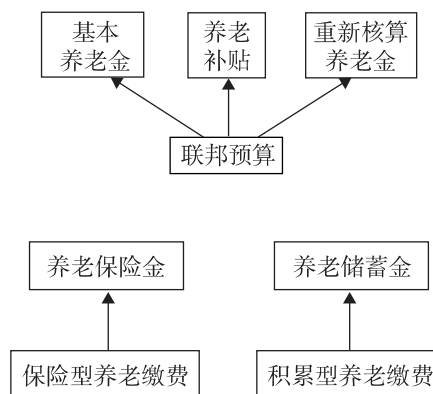 基本
养老金
养老
补贴
重新核算
养老金
联邦预算
养老保险金
养老储蓄金
保险型养老缴费
积累型养老缴费